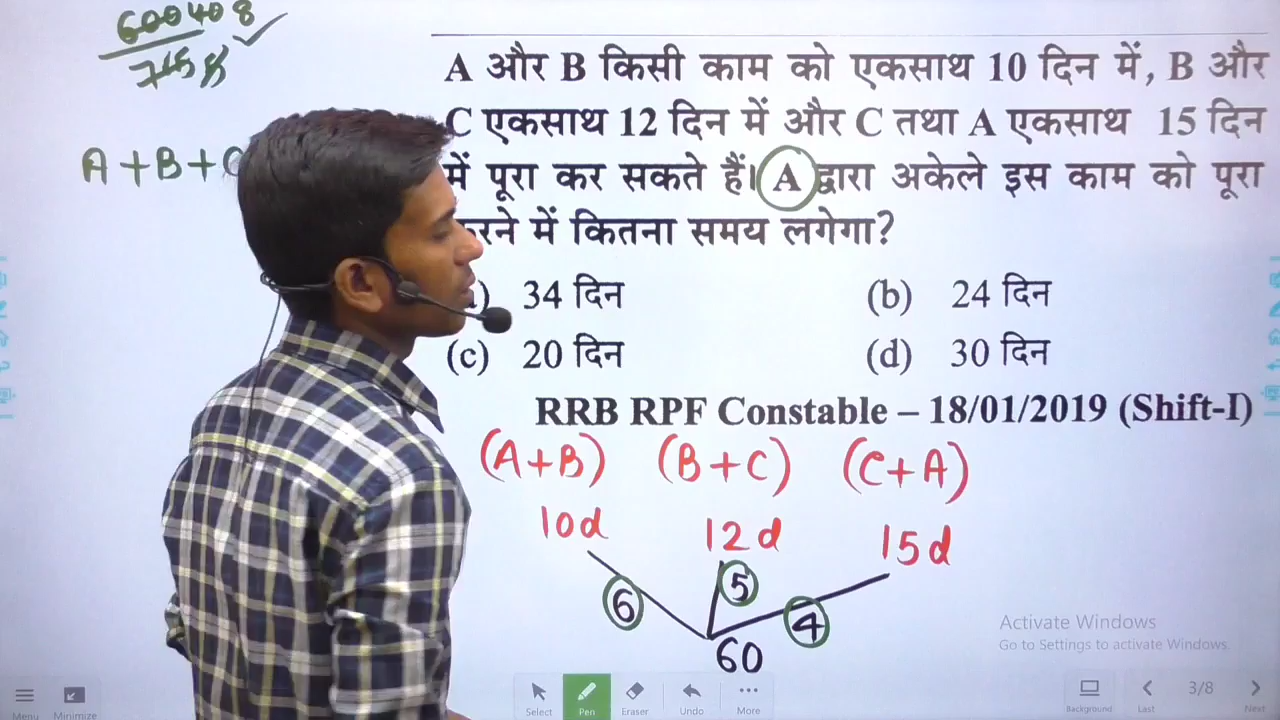 600408
A+B+C
A और B किसी काम को एकसाथ 10 दिन में, B और
C एकसाथ 12 दिन में और C तथा A एकसाथ 15 दिन
में पूरा कर सकते हैं। A द्वारा अकेले इस काम को पूरा
करने में कितना समय लगेगा?
34 दिन (b) 24 दिन
(c) 20 दिन (d) 30 दिन
RRB RPF Constable – 18/01/2019 (Shift-I)
(A+B) (B+C) (C+A)
10d 12d 15d
6 5 4
60
Activate Windows
Go to Settings to activate Windows.
Menu Minimize Select Pen Eraser Undo More Background Last 3/8 Next